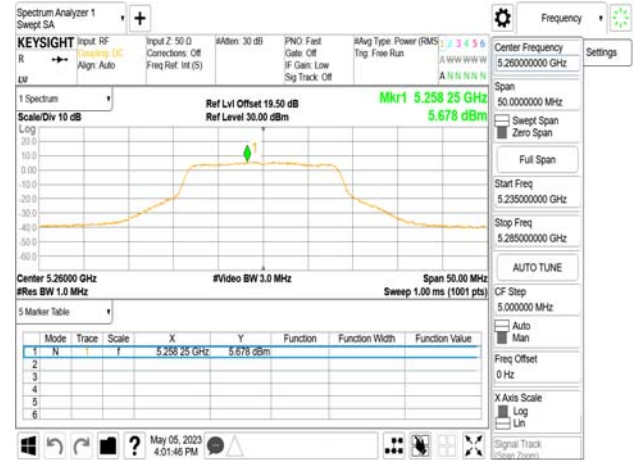 Spectrum Analyzer 1
Swept SA
+
Frequency
KEYSIGHT
R
Input: RF
Coupling: DC
Align: Auto
Input Z: 50 Ω
Corrections: Off
Freq Ref: Int (S)
#Atten: 30 dB
PNO: Fast
Gate: Off
IF Gain: Low
Sig Track: Off
#Avg Type: Power (RMS
Trig: Free Run
1 2 3 4 5 6
A W W W W W
A N N N N N
Center Frequency
5.260000000 GHz
Settings
Span
50.0000000 MHz
Swept Span
Zero Span
Full Span
Start Freq
5.235000000 GHz
Stop Freq
5.285000000 GHz
AUTO TUNE
CF Step
5.000000 MHz
Auto
Man
Freq Offset
0 Hz
X Axis Scale
Log
Lin
Signal Track
(Span Zoom)
1 Spectrum
Scale/Div 10 dB
Ref Lvl Offset 19.50 dB
Ref Level 30.00 dBm
Mkr1 5.258 25 GHz
5.678 dBm
Log
20.0
10.0
0.00
-10.0
-20.0
-30.0
-40.0
-50.0
-60.0
1
Center 5.26000 GHz
#Res BW 1.0 MHz
#Video BW 3.0 MHz
Span 50.00 MHz
Sweep 1.00 ms (1001 pts)
5 Marker Table
Mode Trace Scale X Y Function Function Width Function Value
1 N 1 f 5.258 25 GHz 5.678 dBm
2
3
4
5
6
?
May 05, 2023
4:01:46 PM